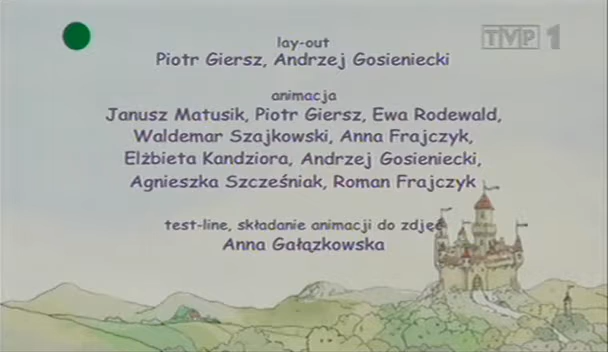 TVP 1
lay-out
Piotr Giersz, Andrzej Gosieniecki
animacja
Janusz Matusik, Piotr Giersz, Ewa Rodewald,
Waldemar Szajkowski, Anna Frajczyk,
Elżbieta Kandziora, Andrzej Gosieniecki,
Agnieszka Szcześniak, Roman Frajczyk
test-line, składanie animacji do zdjęć
Anna Gałązkowska